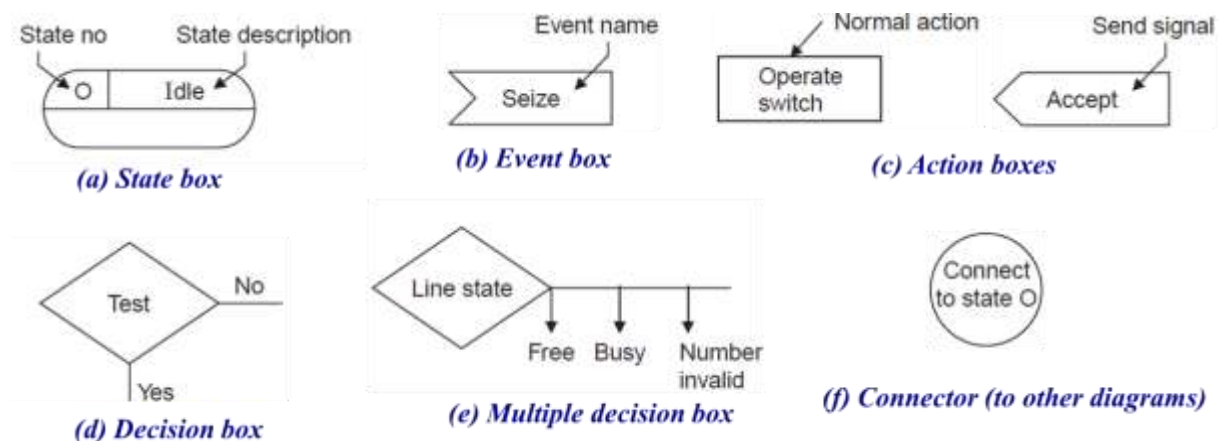 State no
State description
O
Idle
(a) State box
Event name
Seize
(b) Event box
Normal action
Operate
switch
Send signal
Accept
(c) Action boxes
Test
No
Yes
(d) Decision box
Line state
Free
Busy
Number
invalid
(e) Multiple decision box
Connect
to state O
(f) Connector (to other diagrams)